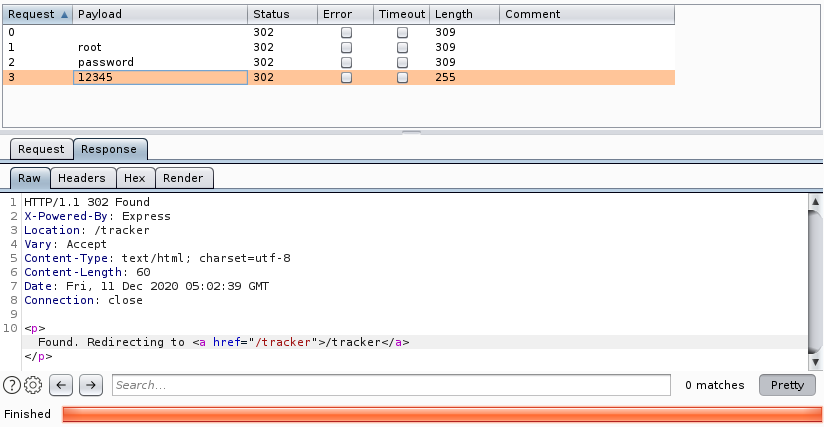 Request Payload Status Error Timeout Length Comment
0 302 309
1 root 302 309
2 password 302 309
3 12345 302 255
Request Response
Raw Headers Hex Render
1 HTTP/1.1 302 Found
2 X-Powered-By: Express
3 Location: /tracker
4 Vary: Accept
5 Content-Type: text/html; charset=utf-8
6 Content-Length: 60
7 Date: Fri, 11 Dec 2020 05:02:39 GMT
8 Connection: close
9
10 <p>
Found. Redirecting to <a href="/tracker">/tracker</a>
</p>
? Search... 0 matches Pretty
Finished